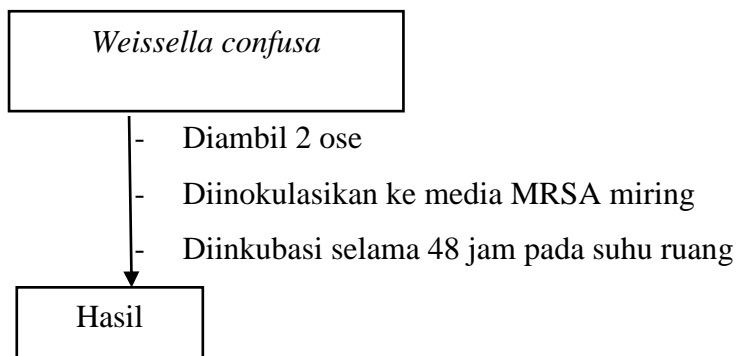 Weissella confusa
- Diambil 2 ose
- Diinokulasikan ke media MRSA miring
- Diinkubasi selama 48 jam pada suhu ruang
Hasil